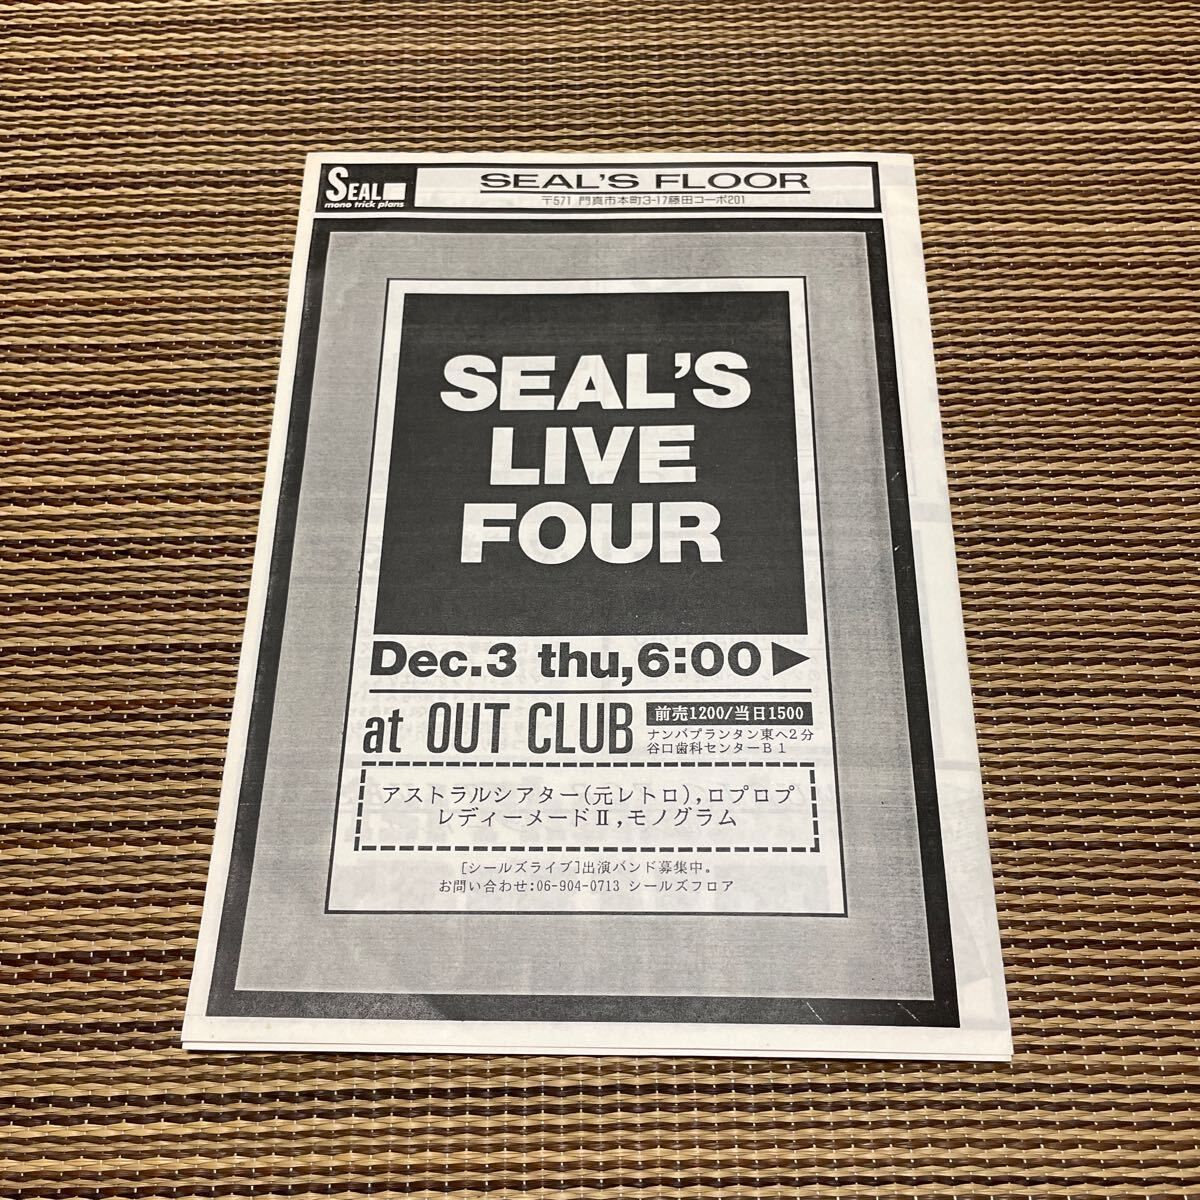 SEAL
mono trick plans
SEAL'S FLOOR
〒571 門真市本町3-17藤田コーポ201
SEAL'S
LIVE
FOUR
Dec.3 thu,6:00▶
at OUT CLUB
前売1200/当日1500
ナンバプランタン東へ2分
谷口歯科センターB1
アストラルシアター(元レトロ),ロプロプ
レディーメードⅡ,モノグラム
[シールズライブ]出演バンド募集中。
お問い合わせ:06-904-0713 シールズフロア